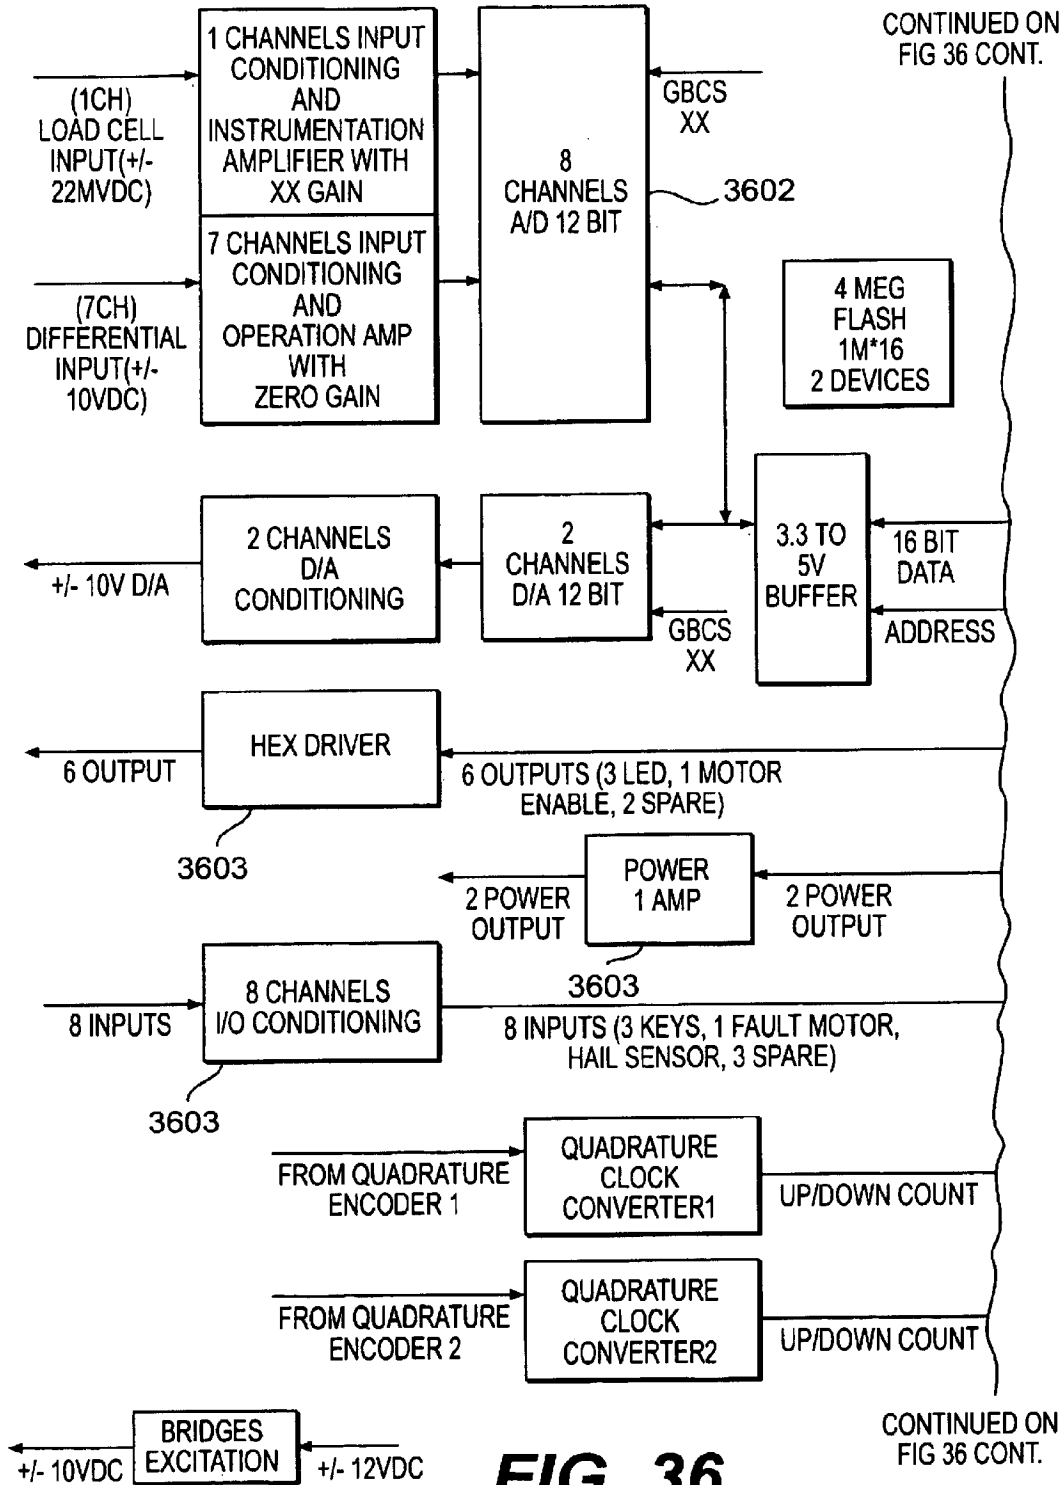 CONTINUED ON
FIG 36 CONT.
1 CHANNELS INPUT
CONDITIONING
AND
INSTRUMENTATION
AMPLIFIER WITH
XX GAIN
(1CH)
LOAD CELL
INPUT(+/-
22MVDC)
8
CHANNELS
A/D 12 BIT
GBCS
XX
3602
7 CHANNELS INPUT
CONDITIONING
AND
OPERATION AMP
WITH
ZERO GAIN
(7CH)
DIFFERENTIAL
INPUT(+/-
10VDC)
4 MEG
FLASH
1M*16
2 DEVICES
2 CHANNELS
D/A
CONDITIONING
+/- 10V D/A
2
CHANNELS
D/A 12 BIT
GBCS
XX
3.3 TO
5V
BUFFER
16 BIT
DATA
ADDRESS
HEX DRIVER
6 OUTPUT
6 OUTPUTS (3 LED, 1 MOTOR
ENABLE, 2 SPARE)
3603
POWER
1 AMP
2 POWER
OUTPUT
2 POWER
OUTPUT
3603
8 CHANNELS
I/O CONDITIONING
8 INPUTS
8 INPUTS (3 KEYS, 1 FAULT MOTOR,
HAIL SENSOR, 3 SPARE)
3603
FROM QUADRATURE
ENCODER 1
QUADRATURE
CLOCK
CONVERTER1
UP/DOWN COUNT
FROM QUADRATURE
ENCODER 2
QUADRATURE
CLOCK
CONVERTER2
UP/DOWN COUNT
BRIDGES
EXCITATION
+/- 10VDC
+/- 12VDC
CONTINUED ON
FIG 36 CONT.
FIG. 36